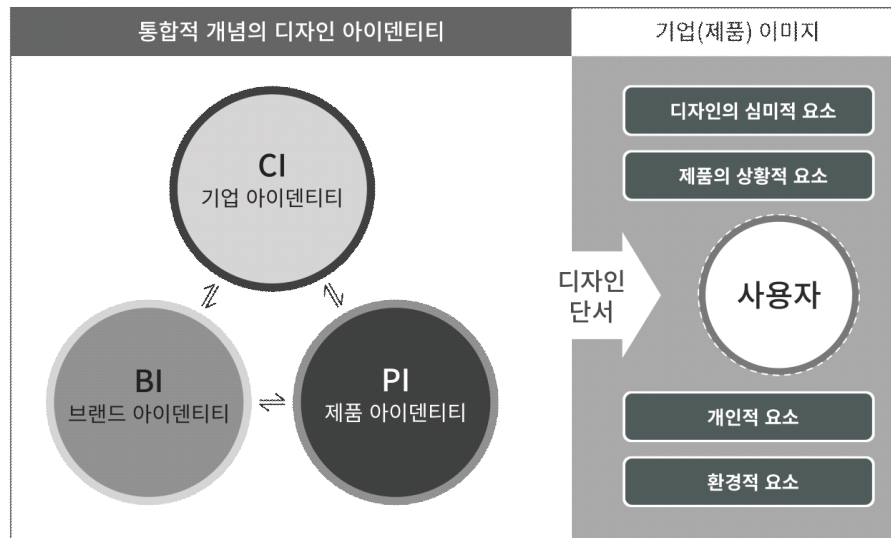 통합적 개념의 디자인 아이덴티티
기업(제품) 이미지
CI
기업 아이덴티티
BI
브랜드 아이덴티티
PI
제품 아이덴티티
디자인
단서
디자인의 심미적 요소
제품의 상황적 요소
사용자
개인적 요소
환경적 요소